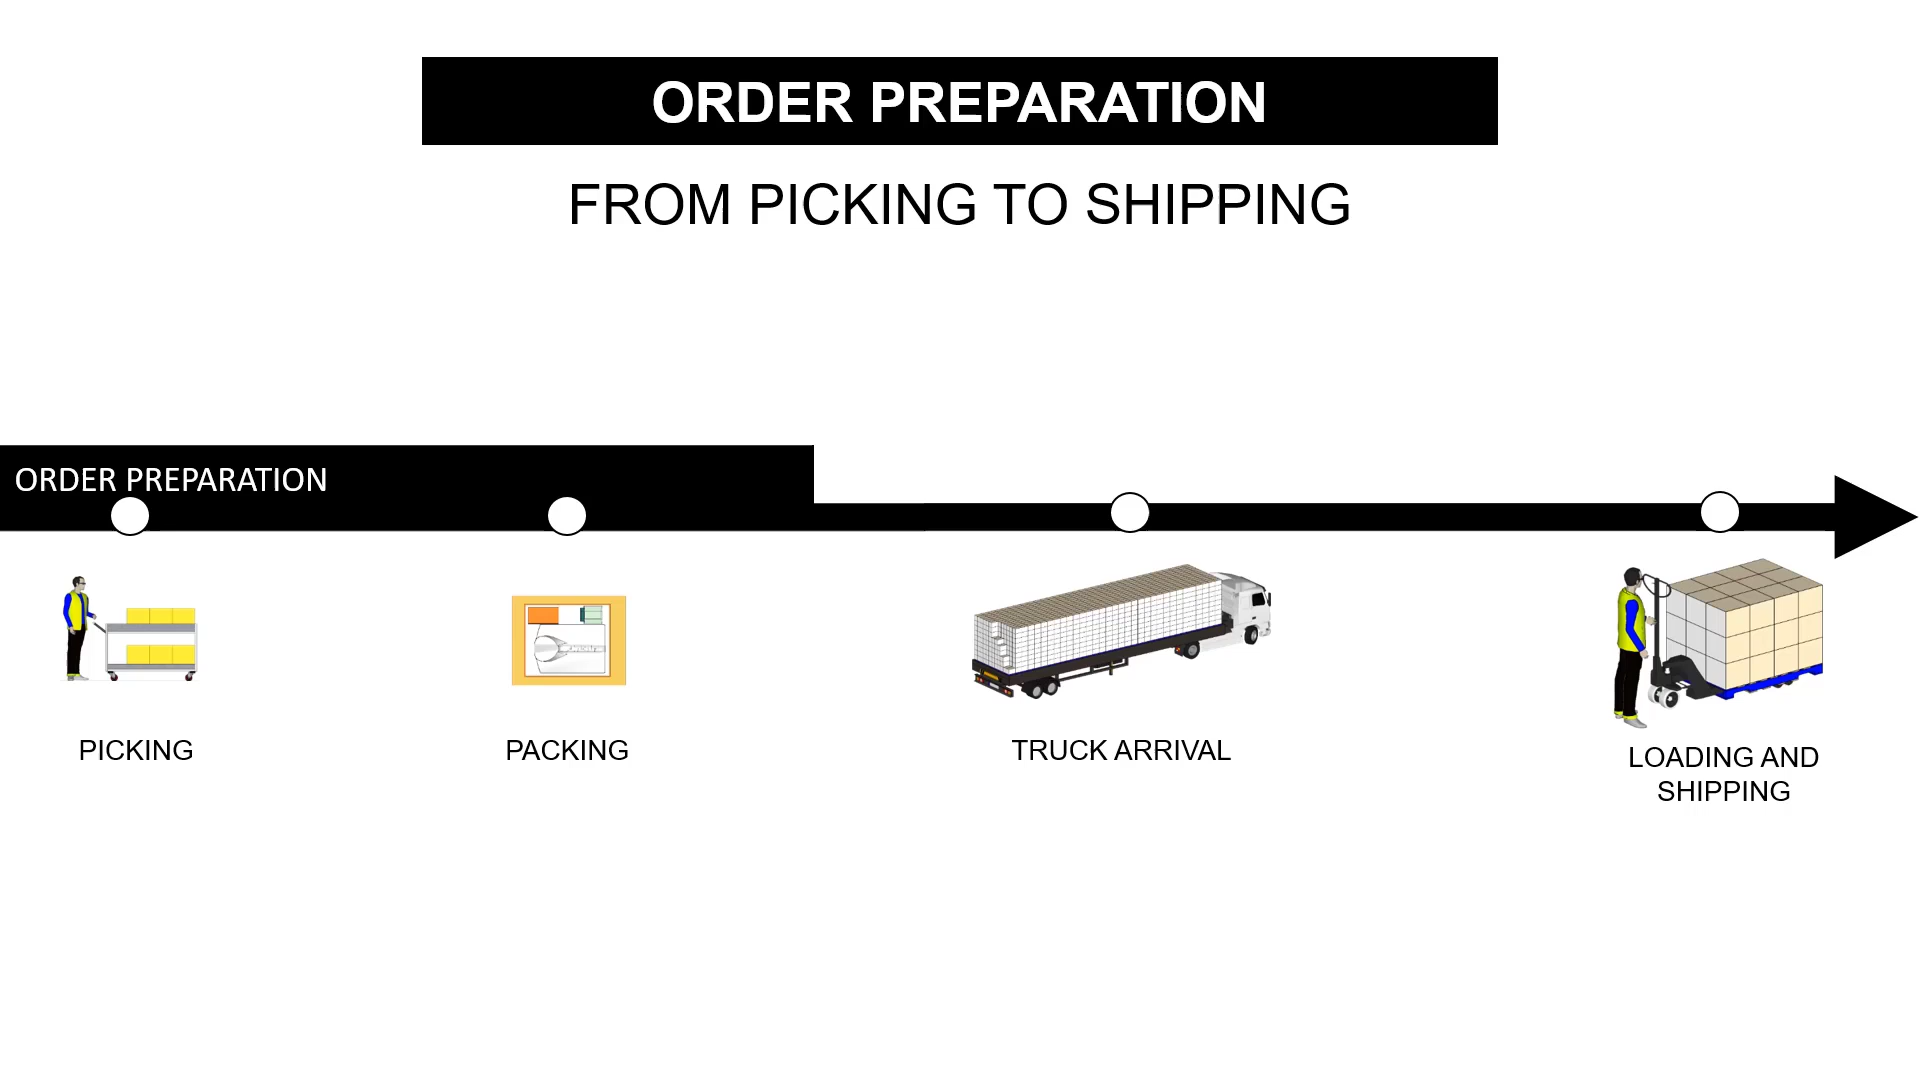 ORDER PREPARATION
FROM PICKING TO SHIPPING
ORDER PREPARATION
PICKING
PACKING
TRUCK ARRIVAL
LOADING AND
SHIPPING